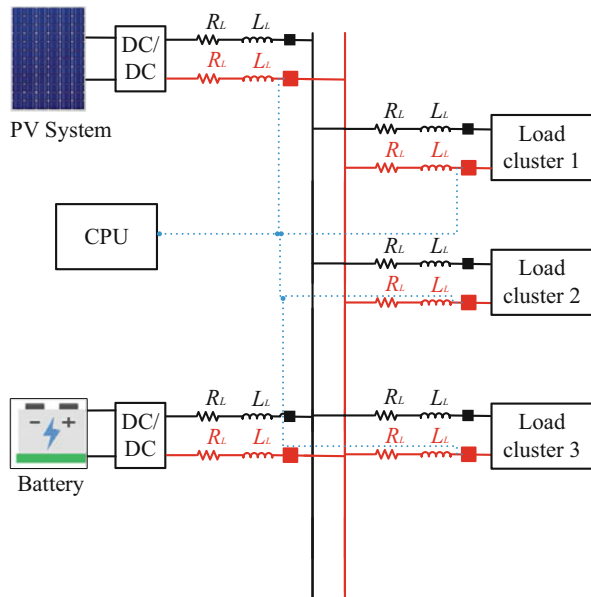 R_L L_L
DC/
DC
R_L L_L
PV System
R_L L_L
Load
cluster 1
R_L L_L
CPU
R_L L_L
Load
cluster 2
R_L L_L
R_L L_L
DC/
DC
R_L L_L
Battery
R_L L_L
Load
cluster 3
R_L L_L